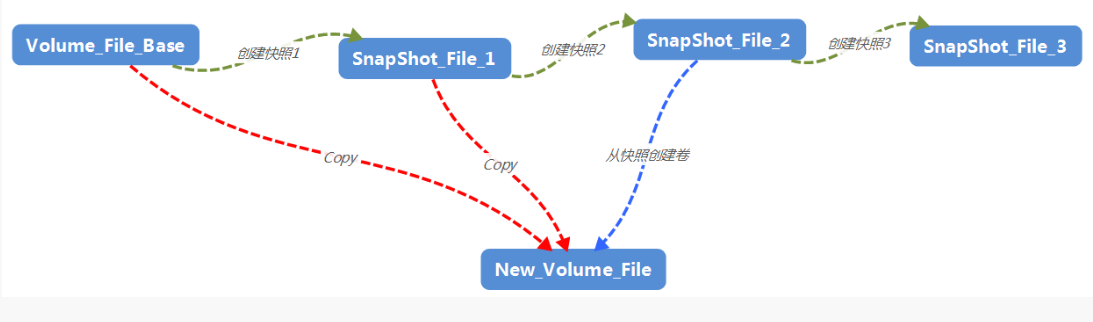 Volume_File_Base
创建快照1
SnapShot_File_1
创建快照2
SnapShot_File_2
创建快照3
SnapShot_File_3
Copy
Copy
从快照创建卷
New_Volume_File